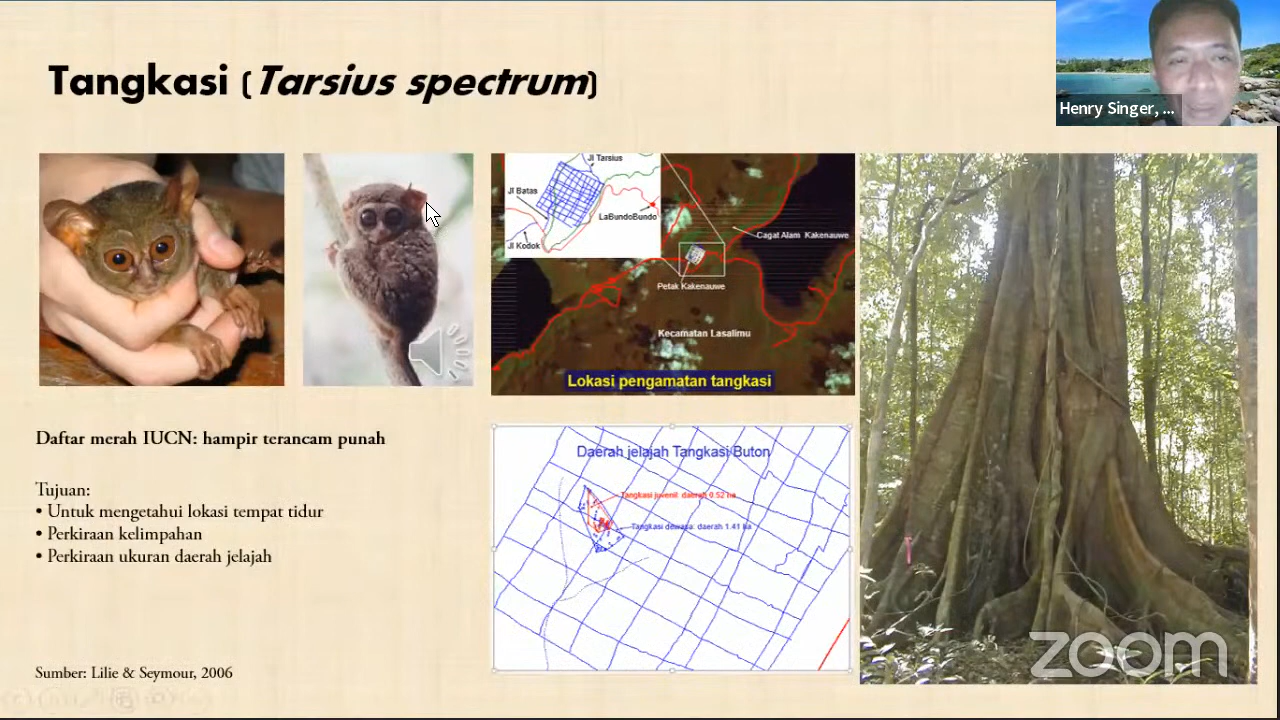 Tangkasi (Tarsius spectrum)
Henry Singer, ...
Jl Tarsius
Jl Batas
LaBundoBundo
Jl Kodok
Cagat Alam Kakenauwe
Petak Kakenauwe
Kecamatan Lasalimu
Lokasi pengamatan tangkasi
Daftar merah IUCN: hampir terancam punah
Tujuan:
• Untuk mengetahui lokasi tempat tidur
• Perkiraan kelimpahan
• Perkiraan ukuran daerah jelajah
Sumber: Lilie & Seymour, 2006
Daerah jelajah Tangkasi Buton
Tangkasi juvenil: daerah 0.52 ha
Tangkasi dewasa: daerah 1.41 ha
zoom